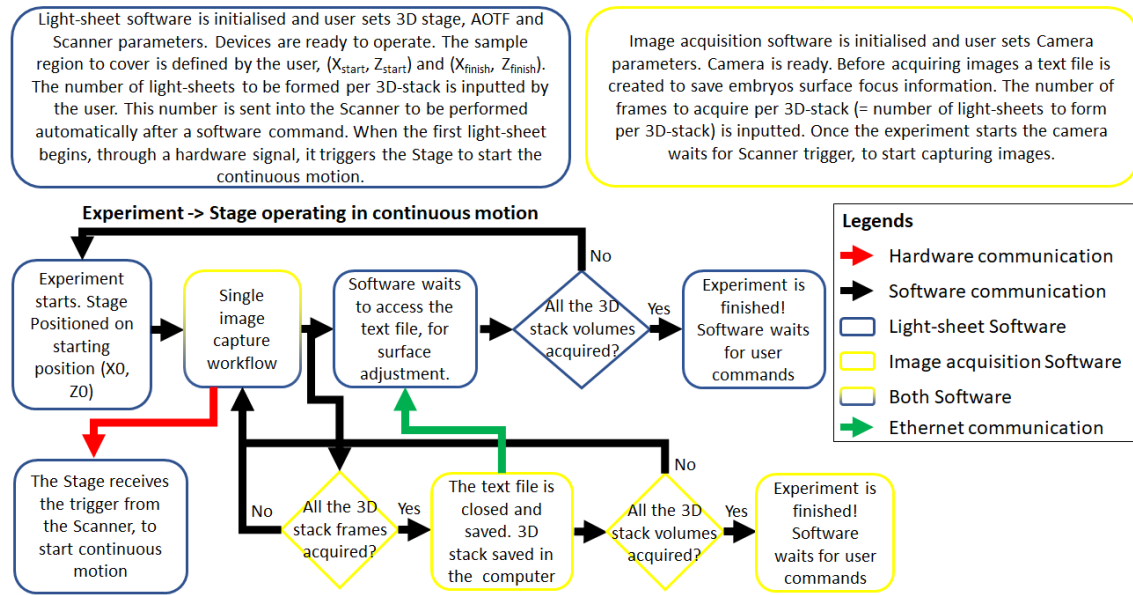 Light-sheet software is initialised and user sets 3D stage, AOTF and
Scanner parameters. Devices are ready to operate. The sample
region to cover is defined by the user, (Xstart, Zstart) and (Xfinish, Zfinish).
The number of light-sheets to be formed per 3D-stack is inputted by
the user. This number is sent into the Scanner to be performed
automatically after a software command. When the first light-sheet
begins, through a hardware signal, it triggers the Stage to start the
continuous motion.
Image acquisition software is initialised and user sets Camera
parameters. Camera is ready. Before acquiring images a text file is
created to save embryos surface focus information. The number of
frames to acquire per 3D-stack (= number of light-sheets to form
per 3D-stack) is inputted. Once the experiment starts the camera
waits for Scanner trigger, to start capturing images.
Experiment -> Stage operating in continuous motion
Experiment
starts. Stage
Positioned on
starting
position (X0,
Z0)
Single
image
capture
workflow
Software waits
to access the
text file, for
surface
adjustment.
No
All the 3D
stack volumes
acquired?
Yes
Experiment is
finished!
Software waits
for user
commands
Legends
Hardware communication
Software communication
Light-sheet Software
Image acquisition Software
Both Software
Ethernet communication
The Stage receives
the trigger from
the Scanner, to
start continuous
motion
No
All the 3D
stack frames
acquired?
Yes
The text file is
closed and
saved. 3D
stack saved in
the computer
No
All the 3D
stack volumes
acquired?
Yes
Experiment is
finished!
Software
waits for user
commands